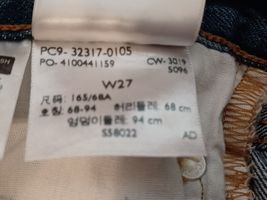 PC9- 32317-0105
PO- 4100441159 CW- 3019
5096
W27
尺码: 165/68A
호칭: 68-94 허리둘레: 68 cm
엉덩이둘레: 94 cm
S58022 AD